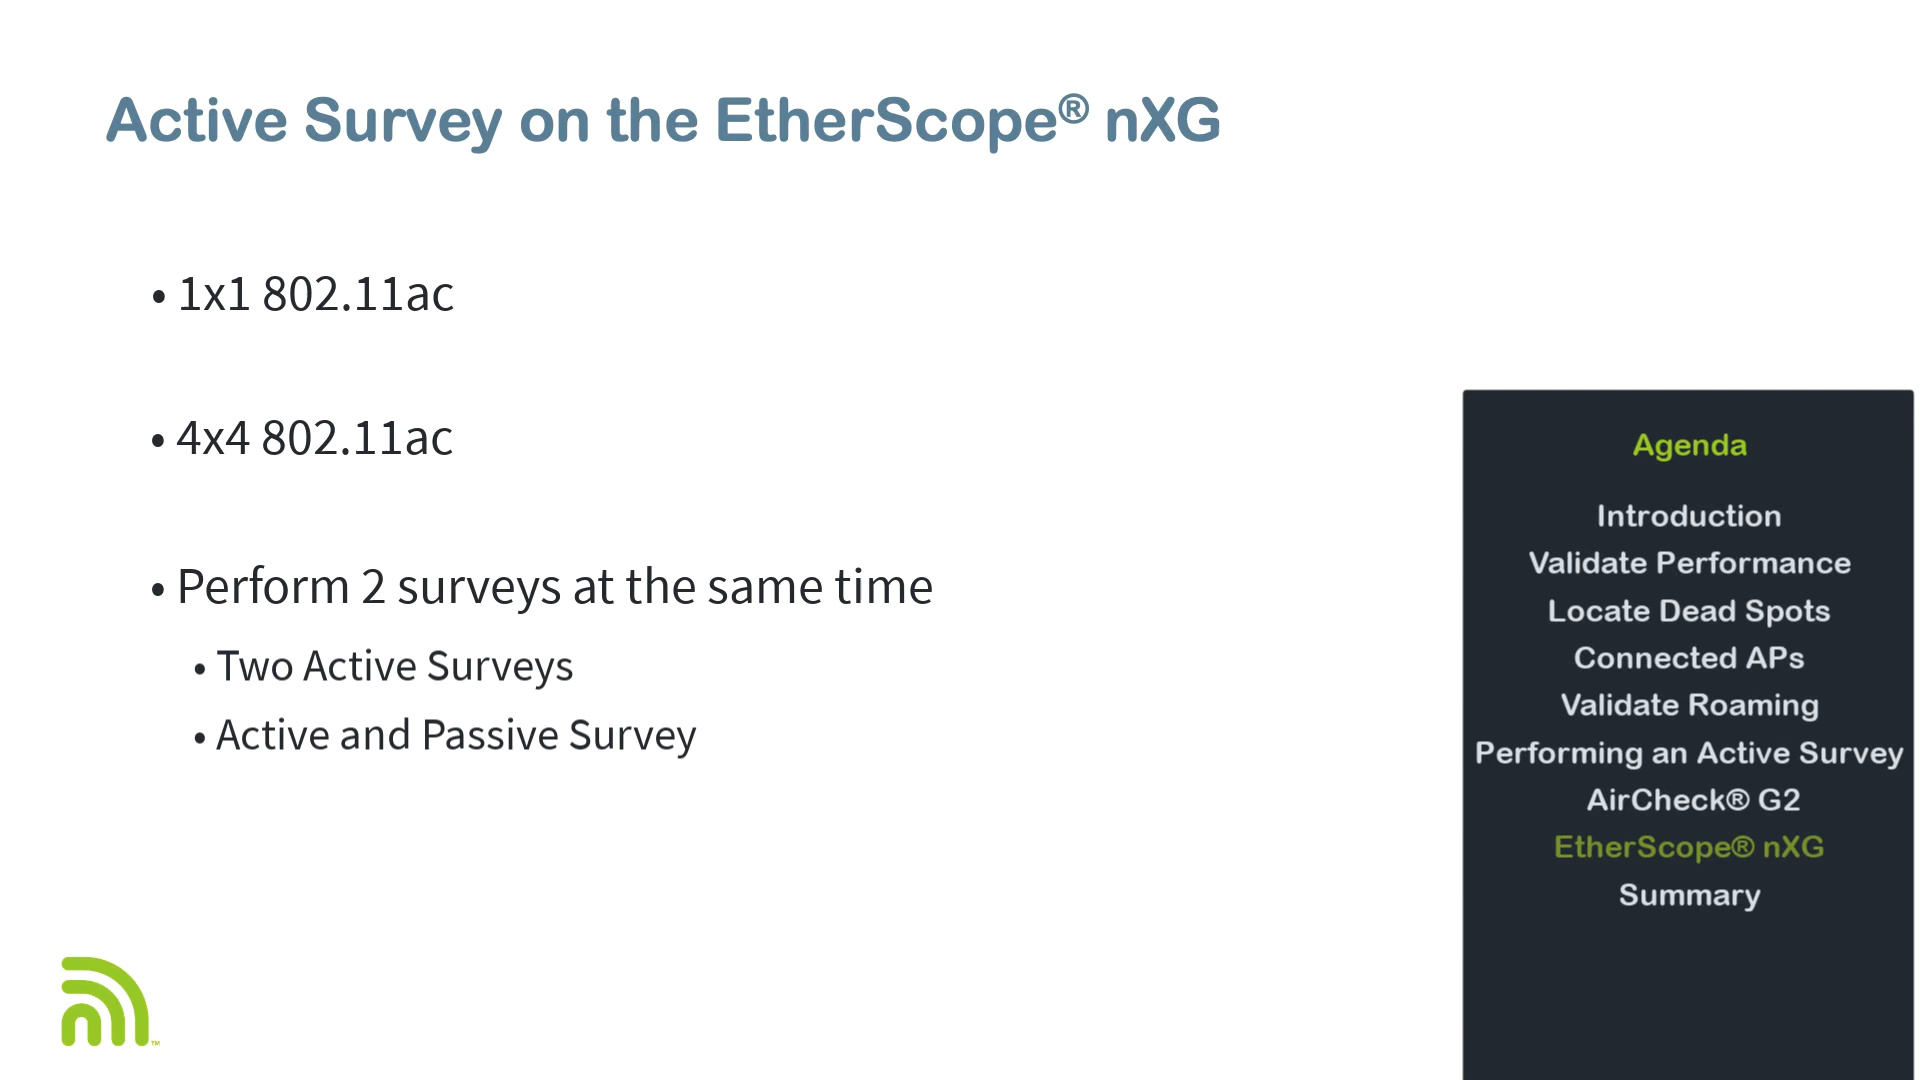 Active Survey on the EtherScope® nXG
• 1x1 802.11ac
• 4x4 802.11ac
• Perform 2 surveys at the same time
• Two Active Surveys
• Active and Passive Survey
Agenda
Introduction
Validate Performance
Locate Dead Spots
Connected APs
Validate Roaming
Performing an Active Survey
AirCheck® G2
EtherScope® nXG
Summary
™